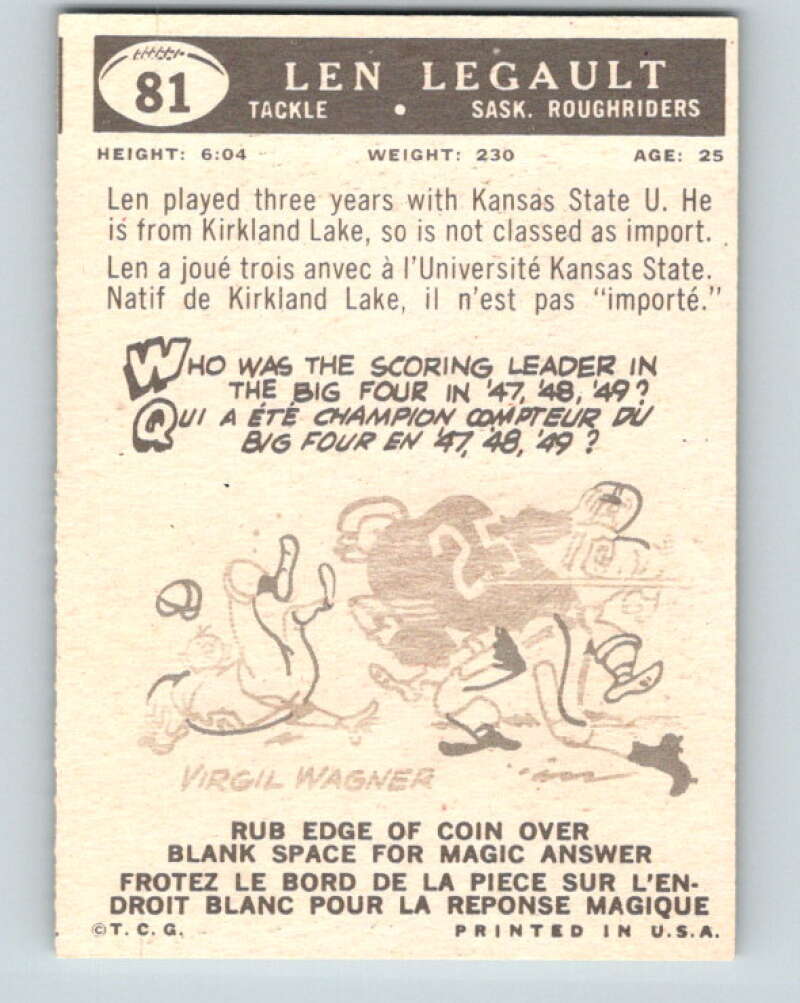 81
LEN LEGAULT
TACKLE • SASK. ROUGHRIDERS
HEIGHT: 6:04 WEIGHT: 230 AGE: 25
Len played three years with Kansas State U. He
is from Kirkland Lake, so is not classed as import.
Len a joué trois anvec à l'Université Kansas State.
Natif de Kirkland Lake, il n'est pas "importé."
WHO WAS THE SCORING LEADER IN
THE BIG FOUR IN '47, '48, '49?
QUI A ÉTÉ CHAMPION COMPTEUR DU
BIG FOUR EN '47, 48, '49 ?
25
VIRGIL WAGNER
RUB EDGE OF COIN OVER
BLANK SPACE FOR MAGIC ANSWER
FROTEZ LE BORD DE LA PIECE SUR L'EN-
DROIT BLANC POUR LA REPONSE MAGIQUE
©T.C.G. PRINTED IN U.S.A.